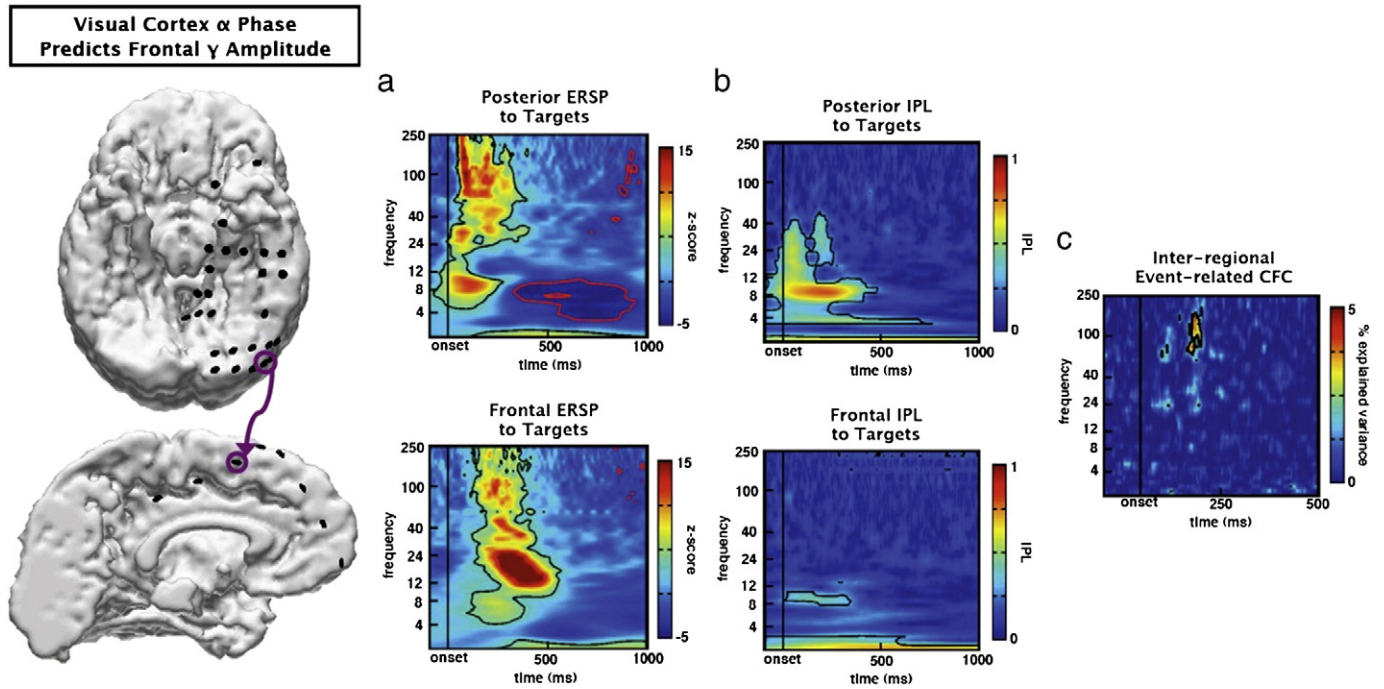 Visual Cortex α Phase
Predicts Frontal γ Amplitude
a
Posterior ERSP
to Targets
250
100
40
24
12
8
4
frequency
onset
500
1000
time (ms)
15
-5
z-score
b
Posterior IPL
to Targets
250
100
40
24
12
8
4
frequency
onset
500
1000
time (ms)
1
0
IPL
c
Inter-regional
Event-related CFC
250
100
40
24
12
8
4
frequency
onset
250
500
time (ms)
5
0
% explained variance
Frontal ERSP
to Targets
250
100
40
24
12
8
4
frequency
onset
500
1000
time (ms)
15
-5
z-score
Frontal IPL
to Targets
250
100
40
24
12
8
4
frequency
onset
500
1000
time (ms)
1
0
IPL